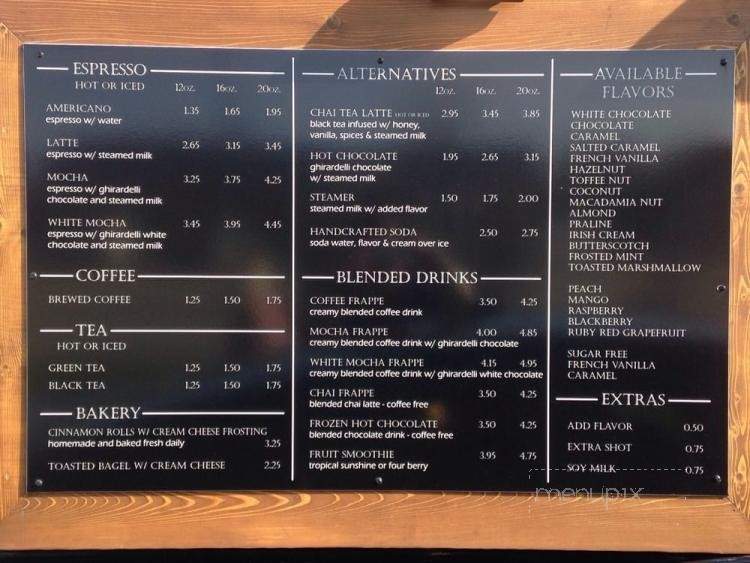 ESPRESSO
HOT OR ICED 12oz. 16oz. 20oz.
AMERICANO 1.35 1.65 1.95
espresso w/ water
LATTE 2.65 3.15 3.45
espresso w/ steamed milk
MOCHA 3.25 3.75 4.25
espresso w/ ghirardelli
chocolate and steamed milk
WHITE MOCHA 3.45 3.95 4.45
espresso w/ ghirardelli white
chocolate and steamed milk
COFFEE
BREWED COFFEE 1.25 1.50 1.75
TEA
HOT OR ICED
GREEN TEA 1.25 1.50 1.75
BLACK TEA 1.25 1.50 1.75
BAKERY
CINNAMON ROLLS W/ CREAM CHEESE FROSTING
homemade and baked fresh daily 3.25
TOASTED BAGEL W/ CREAM CHEESE 2.25
ALTERNATIVES
12oz. 16oz. 20oz.
CHAI TEA LATTE HOT OR ICED 2.95 3.45 3.85
black tea infused w/ honey,
vanilla, spices & steamed milk
HOT CHOCOLATE 1.95 2.65 3.15
ghirardelli chocolate
w/ steamed milk
STEAMER 1.50 1.75 2.00
steamed milk w/ added flavor
HANDCRAFTED SODA 2.50 2.75
soda water, flavor & cream over ice
BLENDED DRINKS
COFFEE FRAPPE 3.50 4.25
creamy blended coffee drink
MOCHA FRAPPE 4.00 4.85
creamy blended coffee drink w/ ghirardelli chocolate
WHITE MOCHA FRAPPE 4.15 4.95
creamy blended coffee drink w/ ghirardelli white chocolate
CHAI FRAPPE 3.50 4.25
blended chai latte - coffee free
FROZEN HOT CHOCOLATE 3.50 4.25
blended chocolate drink - coffee free
FRUIT SMOOTHIE 3.95 4.75
tropical sunshine or four berry
AVAILABLE
FLAVORS
WHITE CHOCOLATE
CHOCOLATE
CARAMEL
SALTED CARAMEL
FRENCH VANILLA
HAZELNUT
TOFFEE NUT
COCONUT
MACADAMIA NUT
ALMOND
PRALINE
IRISH CREAM
BUTTERSCOTCH
FROSTED MINT
TOASTED MARSHMALLOW
PEACH
MANGO
RASPBERRY
BLACKBERRY
RUBY RED GRAPEFRUIT
SUGAR FREE
FRENCH VANILLA
CARAMEL
EXTRAS
ADD FLAVOR 0.50
EXTRA SHOT 0.75
SOY MILK 0.75
menupix